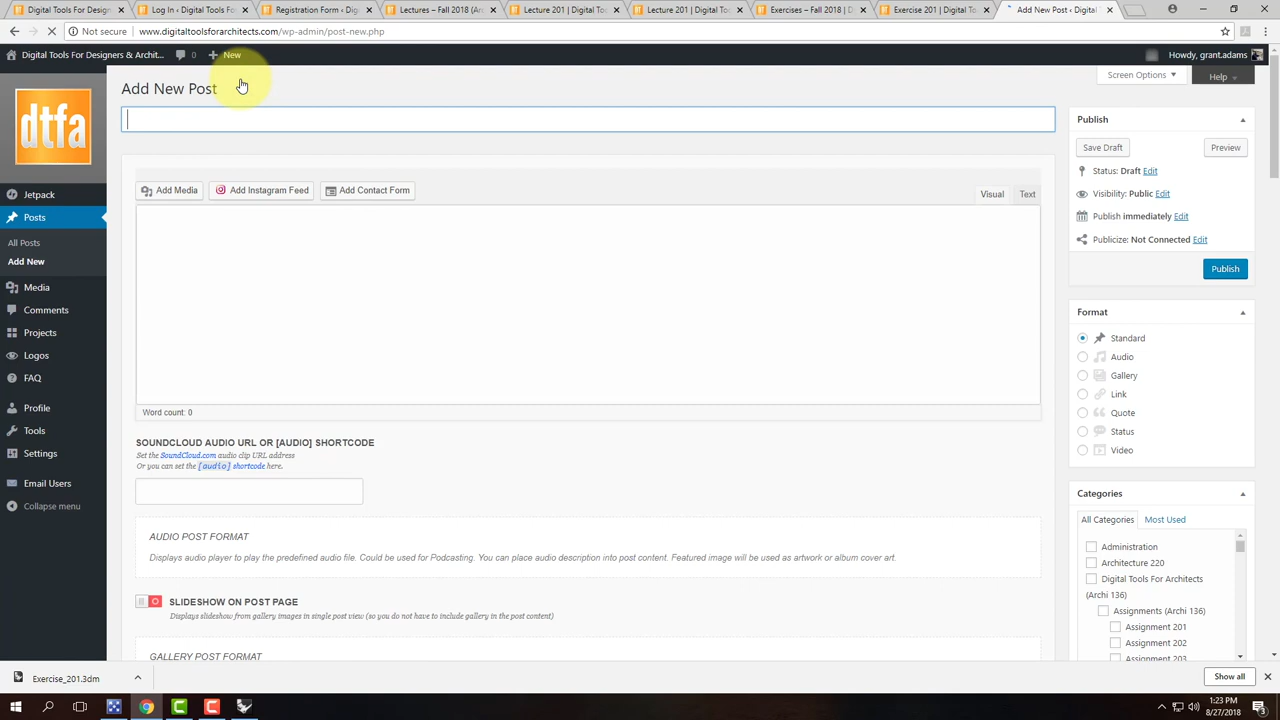 Digital Tools For Designe
Log In ‹ Digital Tools Fo
Registration Form ‹ Dig
Lectures – Fall 2018 (Ar
Lecture 201 | Digital To
Lecture 201 | Digital To
Exercises – Fall 2018 | D
Exercise 201 | Digital To
Add New Post ‹ Digital
Not secure www.digitaltoolsforarchitects.com/wp-admin/post-new.php
Digital Tools For Designers & Archit... 0 + New Howdy, grant.adams
dtfa
Jetpack
Posts
All Posts
Add New
Media
Comments
Projects
Logos
FAQ
Profile
Tools
Settings
Email Users
Collapse menu
Add New Post
Screen Options Help
Add Media Add Instagram Feed Add Contact Form
Visual Text
Word count: 0
SOUNDCLOUD AUDIO URL OR [AUDIO] SHORTCODE
Set the SoundCloud.com audio clip URL address
Or you can set the [audio] shortcode here.
AUDIO POST FORMAT
Displays audio player to play the predefined audio file. Could be used for Podcasting. You can place audio description into post content. Featured image will be used as artwork or album cover art.
SLIDESHOW ON POST PAGE
Displays slideshow from gallery images in single post view (so you do not have to include gallery in the post content)
GALLERY POST FORMAT
Publish
Save Draft Preview
Status: Draft Edit
Visibility: Public Edit
Publish immediately Edit
Publicize: Not Connected Edit
Publish
Format
Standard
Audio
Gallery
Link
Quote
Status
Video
Categories
All Categories Most Used
Administration
Architecture 220
Digital Tools For Architects
(Archi 136)
Assignments (Archi 136)
Assignment 201
Assignment 202
Assignment 203
Exercise_201.3dm
Show all
1:23 PM
8/27/2018